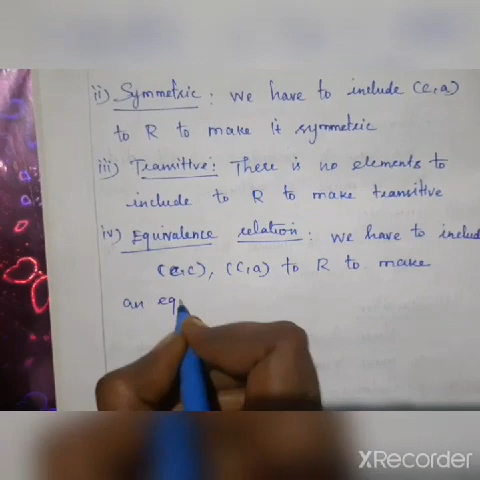 ii) Symmetric : We have to include (c,a)
to R to make it symmetric
iii) Transitive : There is no elements to
include to R to make transitive
iv) Equivalence relation : We have to includ
(c,c), (c,a) to R to make
an eq
XRecorder